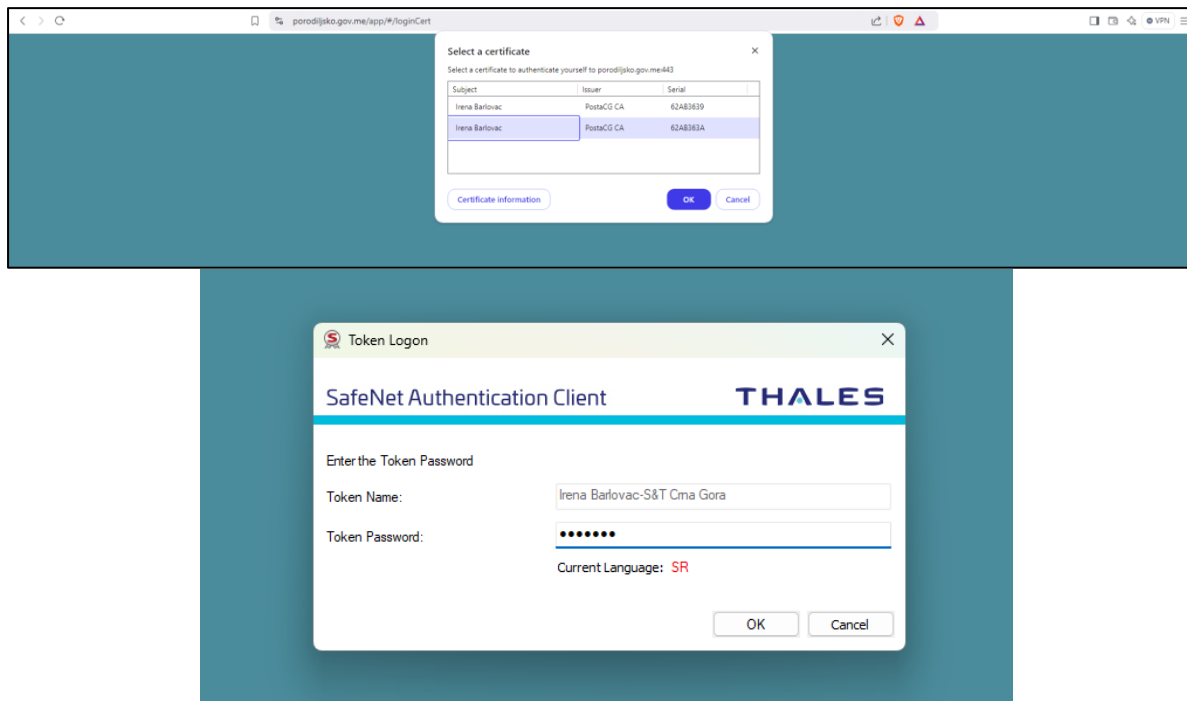 porodiljsko.gov.me/app/#/loginCert
VPN
Select a certificate
Select a certificate to authenticate yourself to porodiljsko.gov.me:443
Subject Issuer Serial
Irena Barlovac PostaCG CA 62AB3639
Irena Barlovac PostaCG CA 62AB363A
Certificate information OK Cancel
Token Logon
SafeNet Authentication Client THALES
Enter the Token Password
Token Name: Irena Barlovac-S&T Crna Gora
Token Password: •••••••
Current Language: SR
OK Cancel